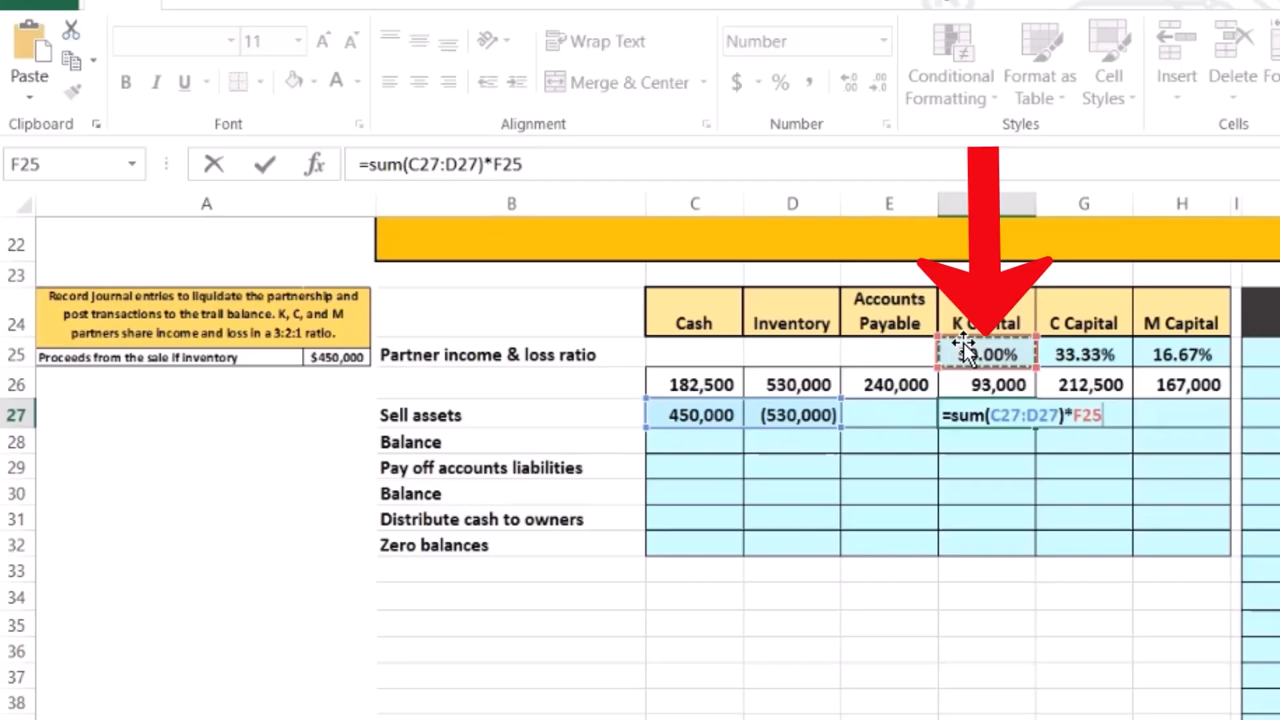 11
Wrap Text
Number
Paste
B I U A
Merge & Center
$ % ,
Conditional Formatting
Format as Table
Cell Styles
Insert
Delete
Clipboard
Font
Alignment
Number
Styles
Cells
F25
fx
=sum(C27:D27)*F25
A B C D E G H I
22
23
Record journal entries to liquidate the partnership and
post transactions to the trail balance. K, C, and M
partners share income and loss in a 3:2:1 ratio.
24 Cash Inventory Accounts Payable K C Capital M Capital
Proceeds from the sale if inventory $450,000
25 Partner income & loss ratio .00% 33.33% 16.67%
26 182,500 530,000 240,000 93,000 212,500 167,000
27 Sell assets 450,000 (530,000) =sum(C27:D27)*F25
28 Balance
29 Pay off accounts liabilities
30 Balance
31 Distribute cash to owners
32 Zero balances
33
34
35
36
37
38